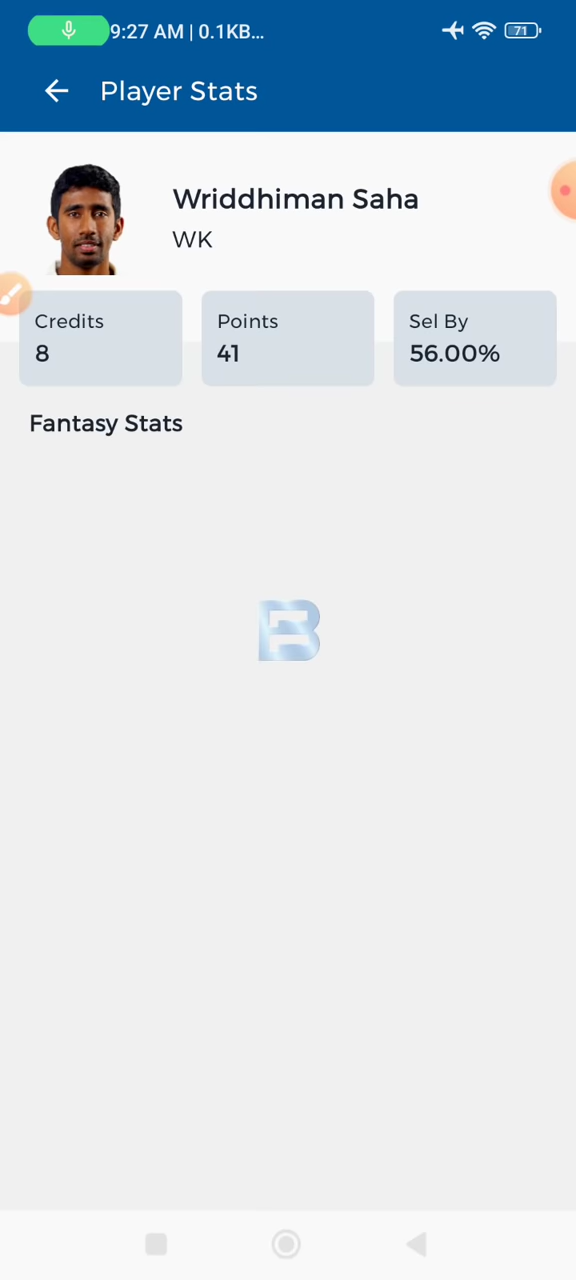 9:27 AM | 0.1KB... 71
Player Stats
Wriddhiman Saha
WK
Credits Points Sel By
8 41 56.00%
Fantasy Stats
B